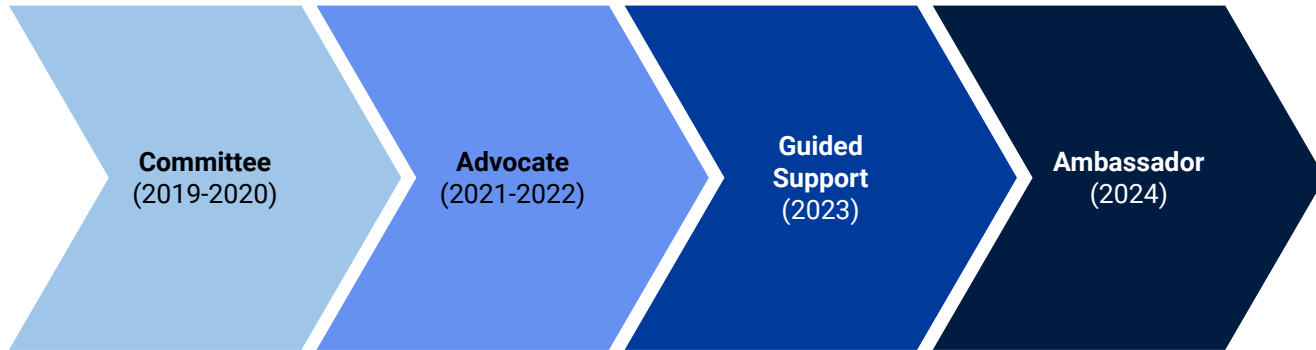 Committee
(2019-2020)
Advocate
(2021-2022)
Guided
Support
(2023)
Ambassador
(2024)